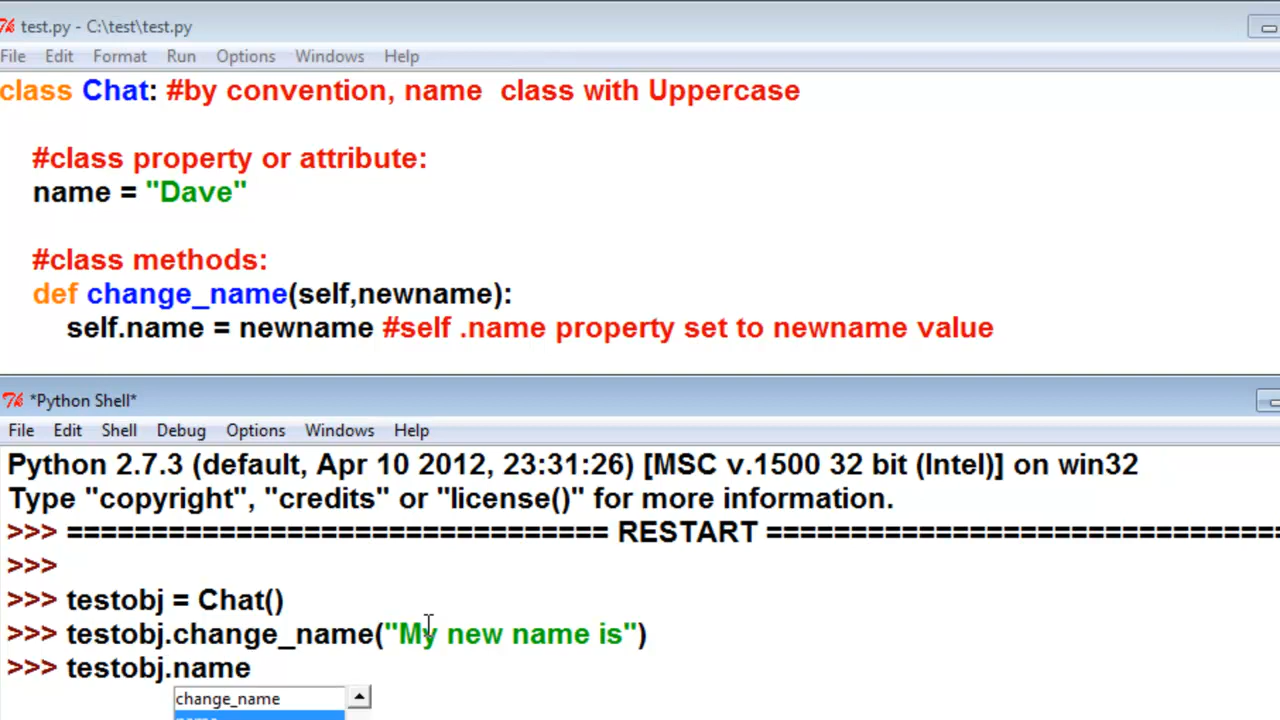 test.py - C:\test\test.py
File Edit Format Run Options Windows Help
class Chat: #by convention, name  class with Uppercase
#class property or attribute:
name = "Dave"
#class methods:
def change_name(self,newname):
self.name = newname #self .name property set to newname value
*Python Shell*
File Edit Shell Debug Options Windows Help
Python 2.7.3 (default, Apr 10 2012, 23:31:26) [MSC v.1500 32 bit (Intel)] on win32
Type "copyright", "credits" or "license()" for more information.
>>> ================================ RESTART ==============================
>>>
>>> testobj = Chat()
>>> testobj.change_name("My new name is")
>>> testobj.name
change_name